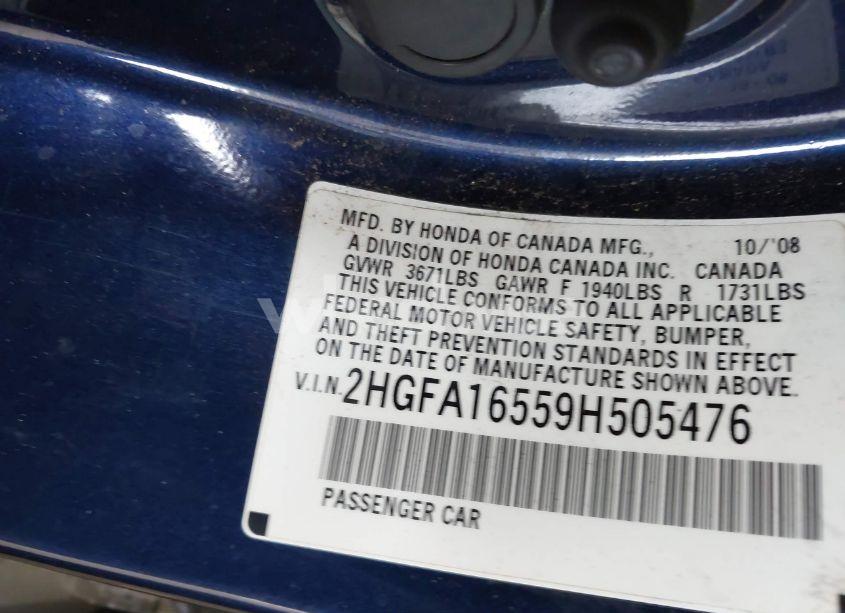 MFD. BY HONDA OF CANADA MFG., 10/'08
A DIVISION OF HONDA CANADA INC. CANADA
GVWR 3671LBS GAWR F 1940LBS R 1731LBS
THIS VEHICLE CONFORMS TO ALL APPLICABLE
FEDERAL MOTOR VEHICLE SAFETY, BUMPER,
AND THEFT PREVENTION STANDARDS IN EFFECT
ON THE DATE OF MANUFACTURE SHOWN ABOVE.
V.I.N. 2HGFA16559H505476
PASSENGER CAR